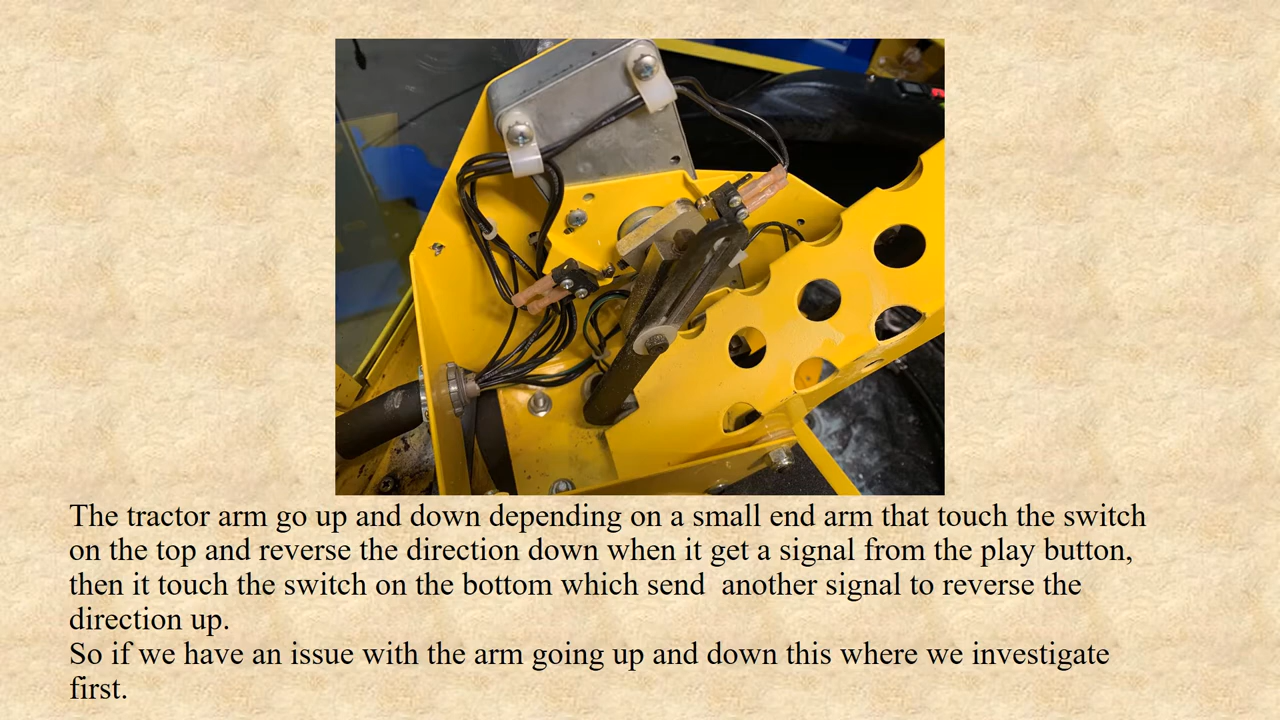 The tractor arm go up and down depending on a small end arm that touch the switch
on the top and reverse the direction down when it get a signal from the play button,
then it touch the switch on the bottom which send  another signal to reverse the
direction up.
So if we have an issue with the arm going up and down this where we investigate
first.